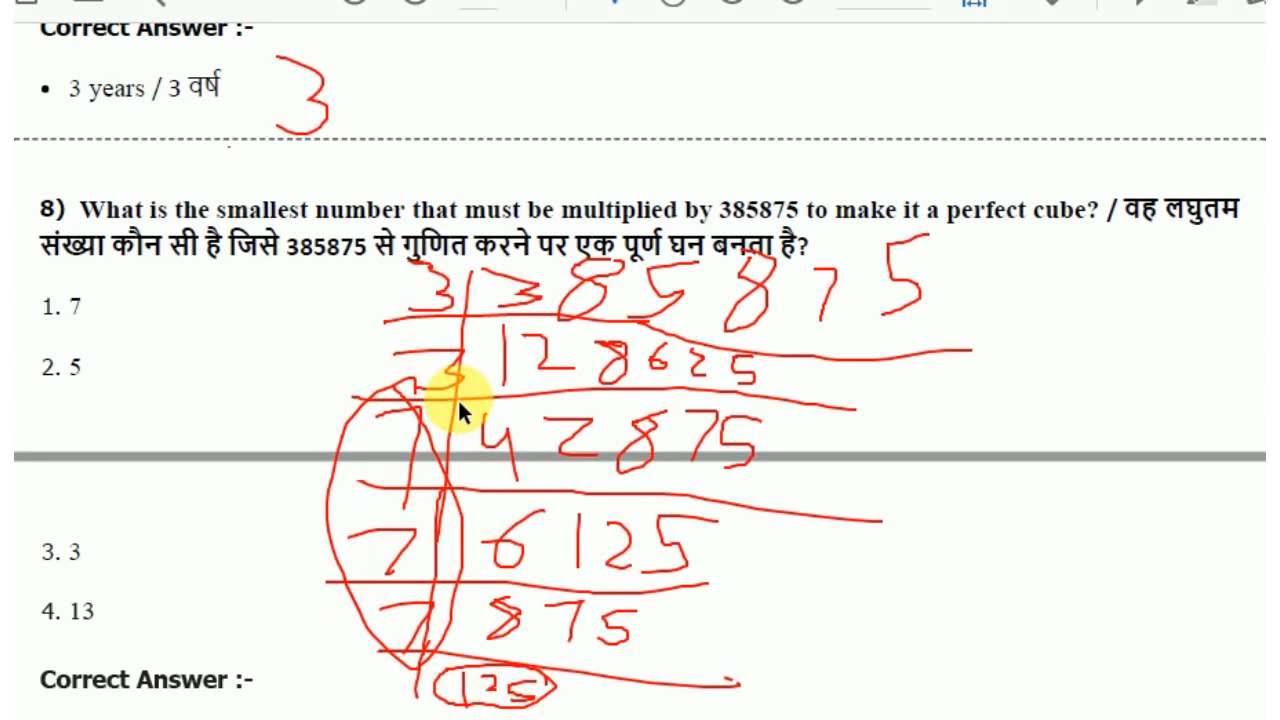 Correct Answer :-
• 3 years / 3 वर्ष 3
8) What is the smallest number that must be multiplied by 385875 to make it a perfect cube? / वह लघुतम
संख्या कौन सी है जिसे 385875 से गुणित करने पर एक पूर्ण घन बनता है?
3 385875
1. 7
3 128625
2. 5
7 42875
7 6125
3. 3
7 875
4. 13
125
Correct Answer :-